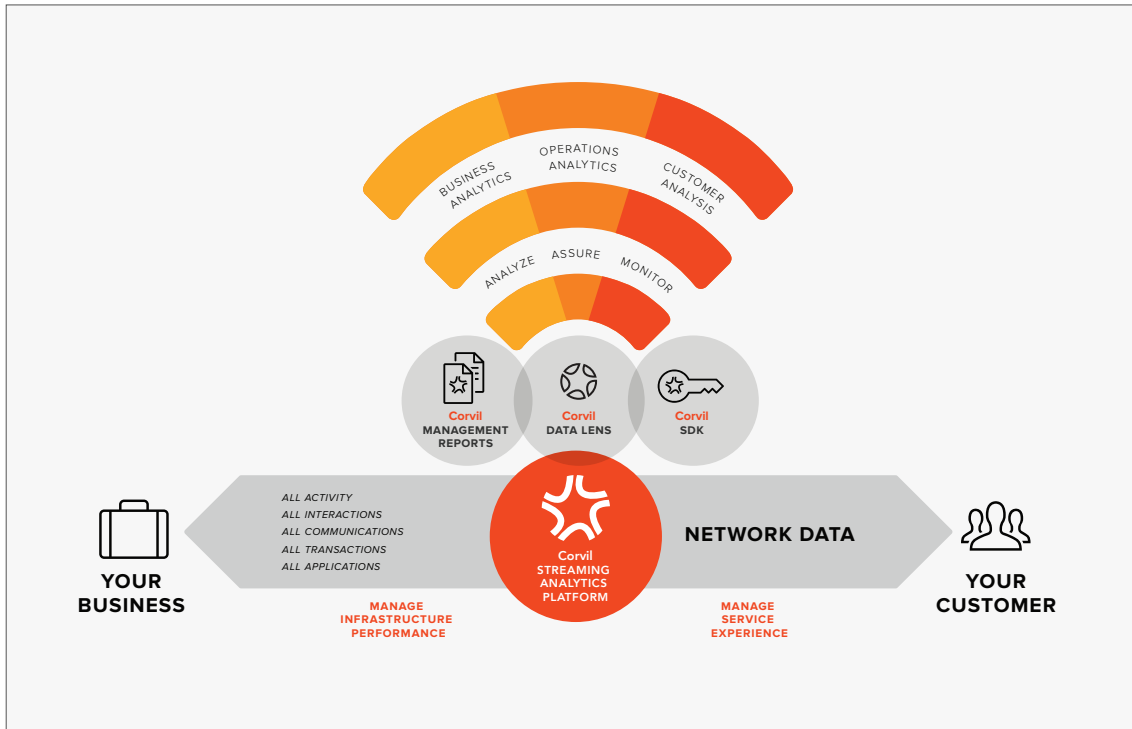 BUSINESS
ANALYTICS
OPERATIONS
ANALYTICS
CUSTOMER
ANALYSIS
ANALYZE
ASSURE
MONITOR
Corvil
MANAGEMENT
REPORTS
Corvil
DATA LENS
Corvil
SDK
ALL ACTIVITY
ALL INTERACTIONS
ALL COMMUNICATIONS
ALL TRANSACTIONS
ALL APPLICATIONS
Corvil
STREAMING
ANALYTICS
PLATFORM
NETWORK DATA
YOUR
BUSINESS
YOUR
CUSTOMER
MANAGE
INFRASTRUCTURE
PERFORMANCE
MANAGE
SERVICE
EXPERIENCE